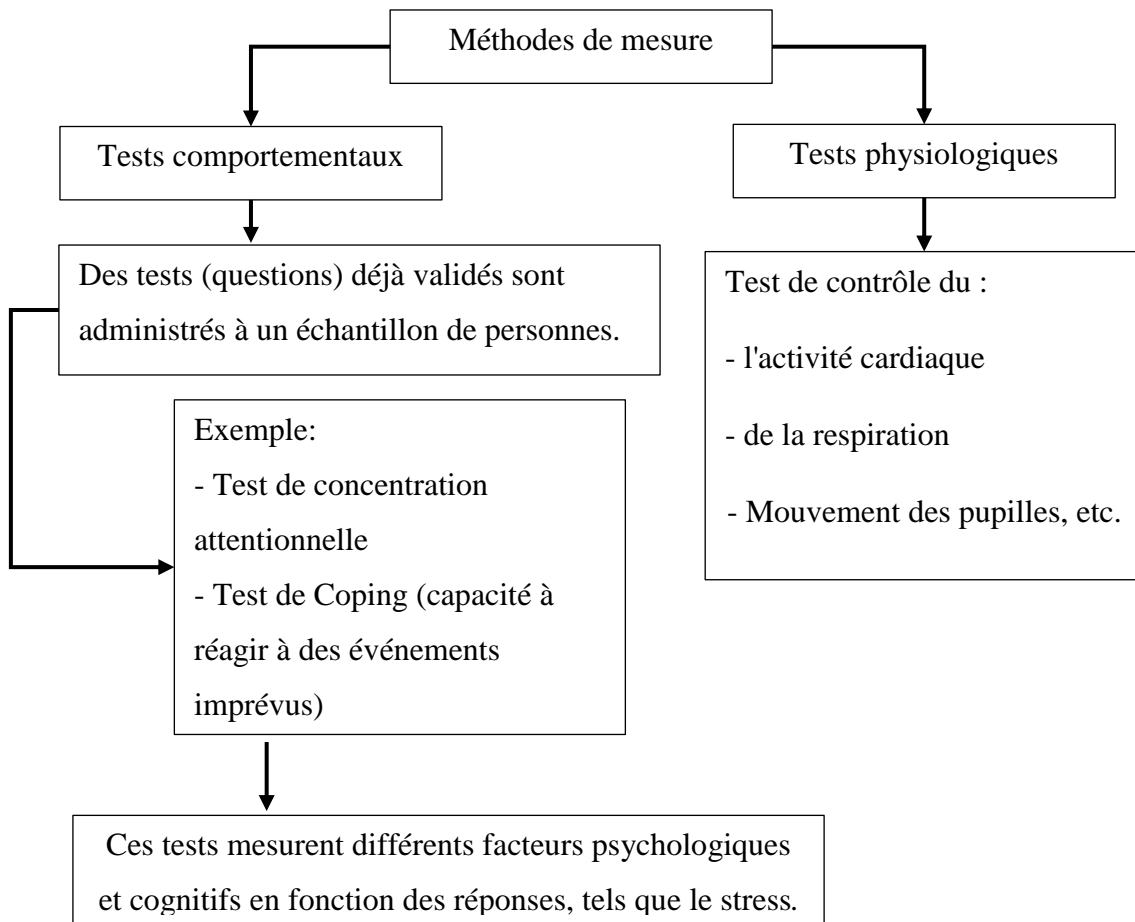 Méthodes de mesure
Tests comportementaux
Tests physiologiques
Des tests (questions) déjà validés sont
administrés à un échantillon de personnes.
Test de contrôle du :
- l'activité cardiaque
- de la respiration
- Mouvement des pupilles, etc.
Exemple:
- Test de concentration
attentionnelle
- Test de Coping (capacité à
réagir à des événements
imprévus)
Ces tests mesurent différents facteurs psychologiques
et cognitifs en fonction des réponses, tels que le stress.